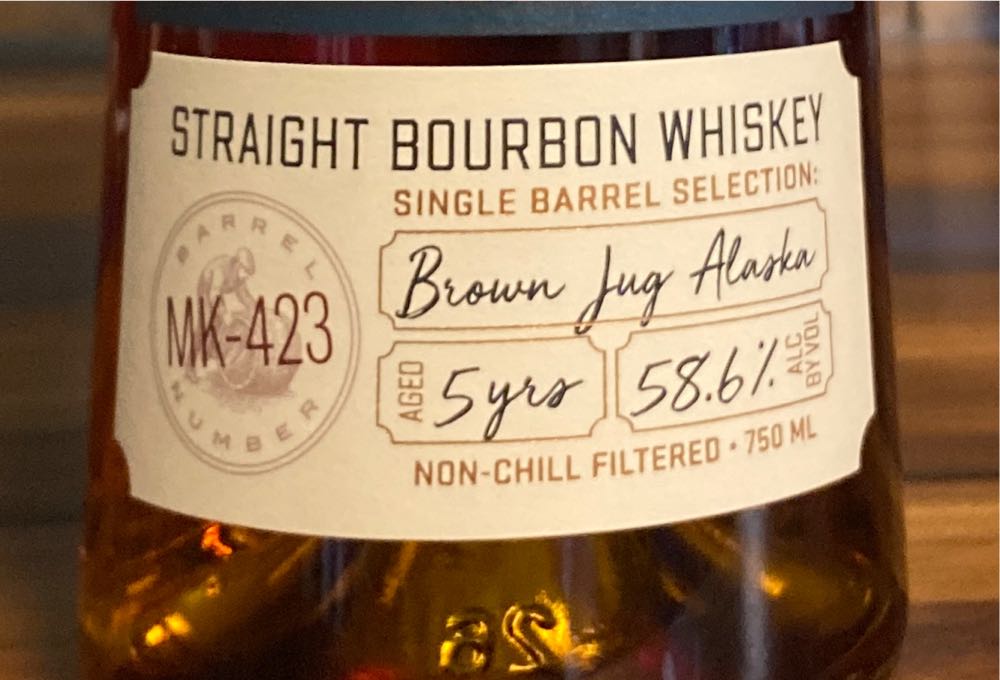 STRAIGHT BOURBON WHISKEY
SINGLE BARREL SELECTION:
Brown Jug Alaska
BARREL
MK-423
NUMBER
AGED 5yrs
58.6% ALC BY VOL
NON-CHILL FILTERED • 750 ML